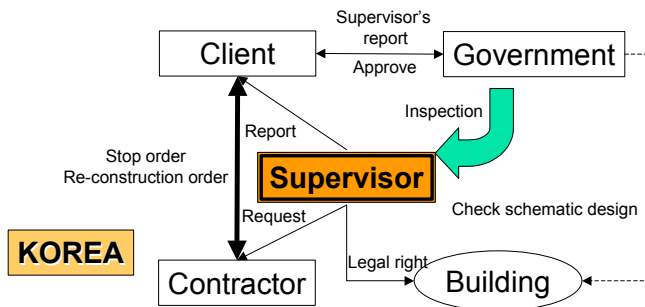 Supervisor's
report
Client
Government
Approve
Inspection
Report
Stop order
Re-construction order
Supervisor
Request
Check schematic design
KOREA
Legal right
Contractor
Building